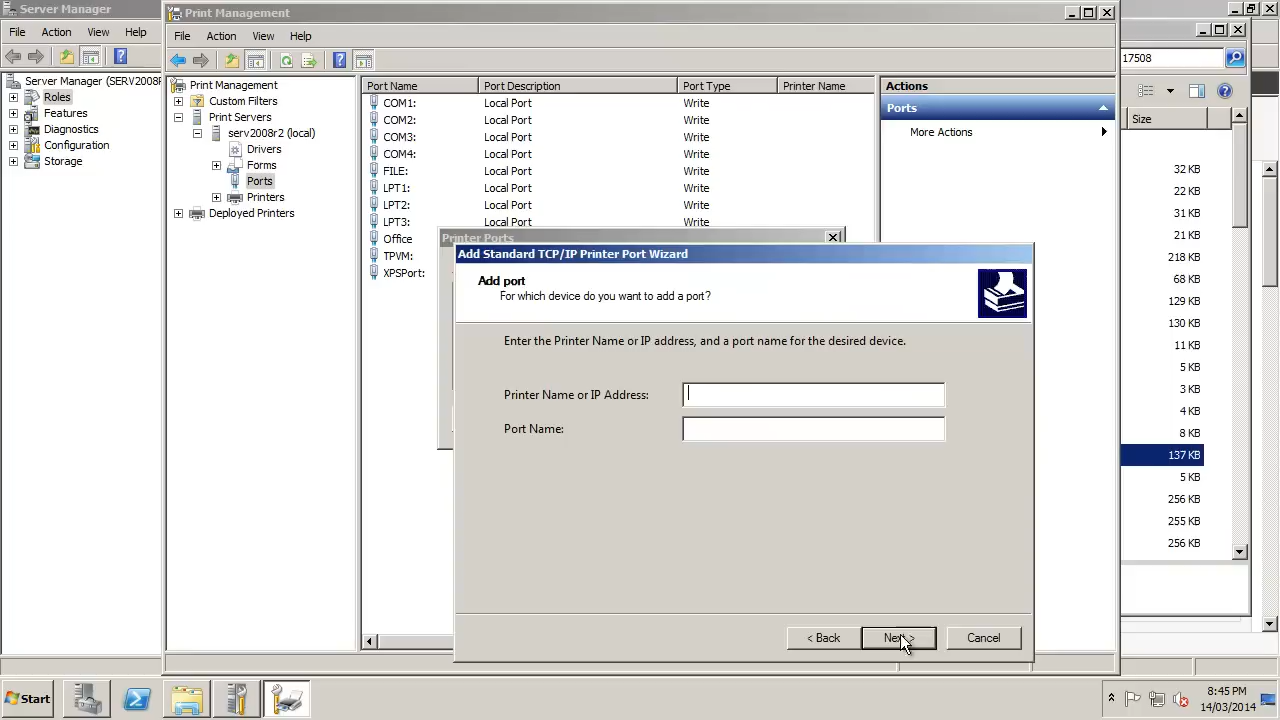 Server Manager
File Action View Help
Server Manager (SERV2008R
Roles
Features
Diagnostics
Configuration
Storage
Print Management
File Action View Help
Print Management
Custom Filters
Print Servers
serv2008r2 (local)
Drivers
Forms
Ports
Printers
Deployed Printers
Port Name Port Description Port Type Printer Name
COM1: Local Port Write
COM2: Local Port Write
COM3: Local Port Write
COM4: Local Port Write
FILE: Local Port Write
LPT1: Local Port Write
LPT2: Local Port Write
LPT3: Local Port Write
Office
TPVM:
XPSPort:
Actions
Ports
More Actions
Printer Ports
Add Standard TCP/IP Printer Port Wizard
Add port
For which device do you want to add a port?
Enter the Printer Name or IP address, and a port name for the desired device.
Printer Name or IP Address:
Port Name:
< Back Next > Cancel
17508
Size
32 KB
22 KB
31 KB
21 KB
218 KB
68 KB
129 KB
130 KB
11 KB
5 KB
3 KB
4 KB
8 KB
137 KB
5 KB
256 KB
255 KB
256 KB
Start
8:45 PM
14/03/2014